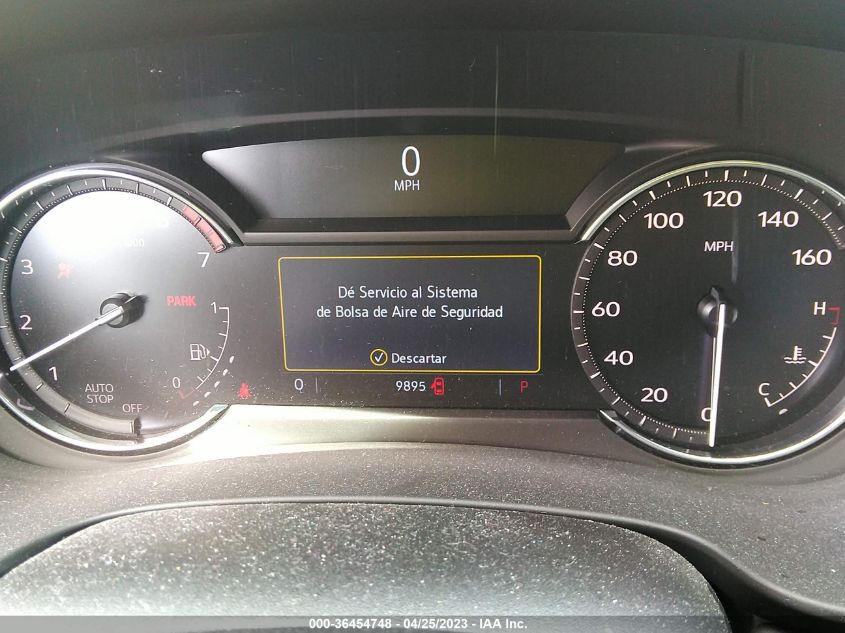 0
MPH
7
3
2
1
PARK
AUTO
STOP
OFF
1
0
Dé Servicio al Sistema
de Bolsa de Aire de Seguridad
Descartar
O
9895
P
0
20
40
60
80
100
120
140
160
MPH
H
C
000-36454748 - 04/25/2023 - IAA Inc.